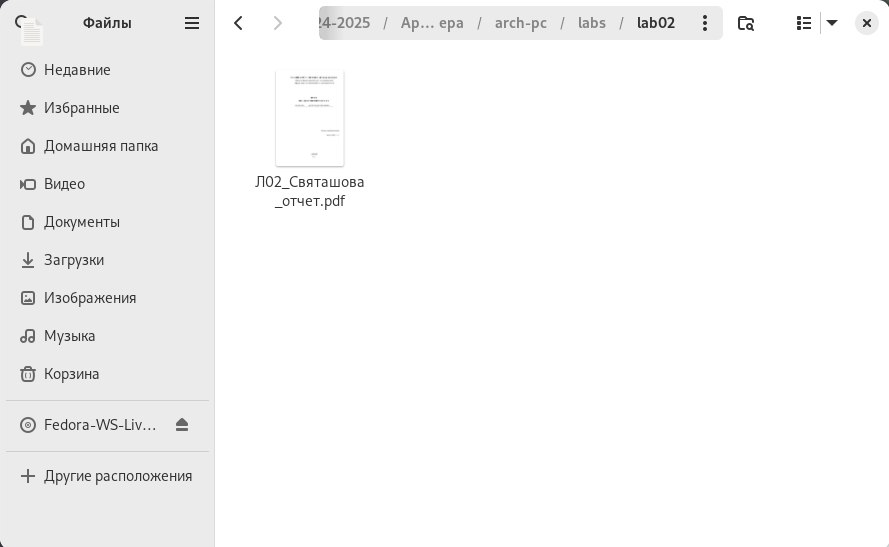 Файлы
24-2025 / Ар… ера / arch-pc / labs / lab02
Недавние
Избранные
Домашняя папка
Видео
Документы
Загрузки
Изображения
Музыка
Корзина
Fedora-WS-Liv…
Другие расположения
Л02_Святашова
_отчет.pdf